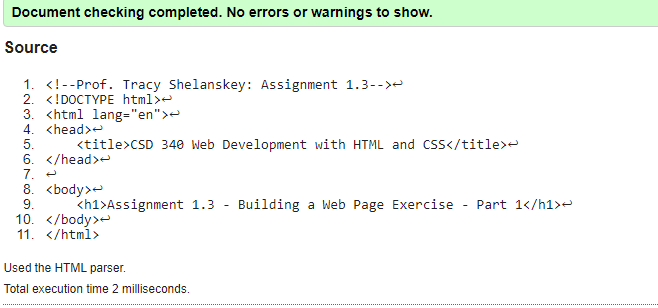 Document checking completed. No errors or warnings to show.
Source
1. <!--Prof. Tracy Shelanskey: Assignment 1.3-->↩
2. <!DOCTYPE html>↩
3. <html lang="en">↩
4. <head>↩
5.     <title>CSD 340 Web Development with HTML and CSS</title>↩
6. </head>↩
7. ↩
8. <body>↩
9.     <h1>Assignment 1.3 - Building a Web Page Exercise - Part 1</h1>↩
10. </body>↩
11. </html>
Used the HTML parser.
Total execution time 2 milliseconds.